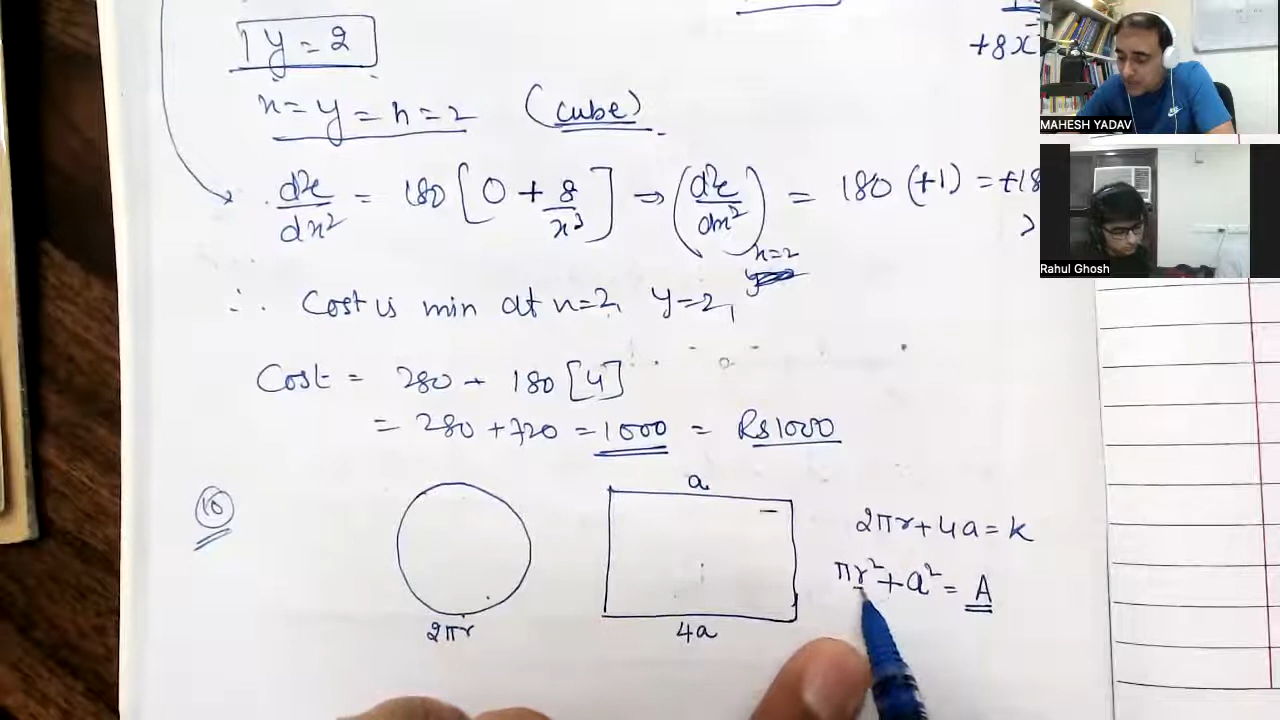 y = 2
x = y = h = 2 (cube)
+8x
MAHESH YADAV
d²c/dx² = 180 [0 + 8/x³] → (d²c/dx²) x=2 = 180 (+1) = +18
>
Rahul Ghosh
∴ Cost is min at x=2, y=2,
Cost = 280 + 180 [4]
= 280 + 720 = 1000 = Rs 1000
10
a
2πr + 4a = k
πr² + a² = A
2πr
4a